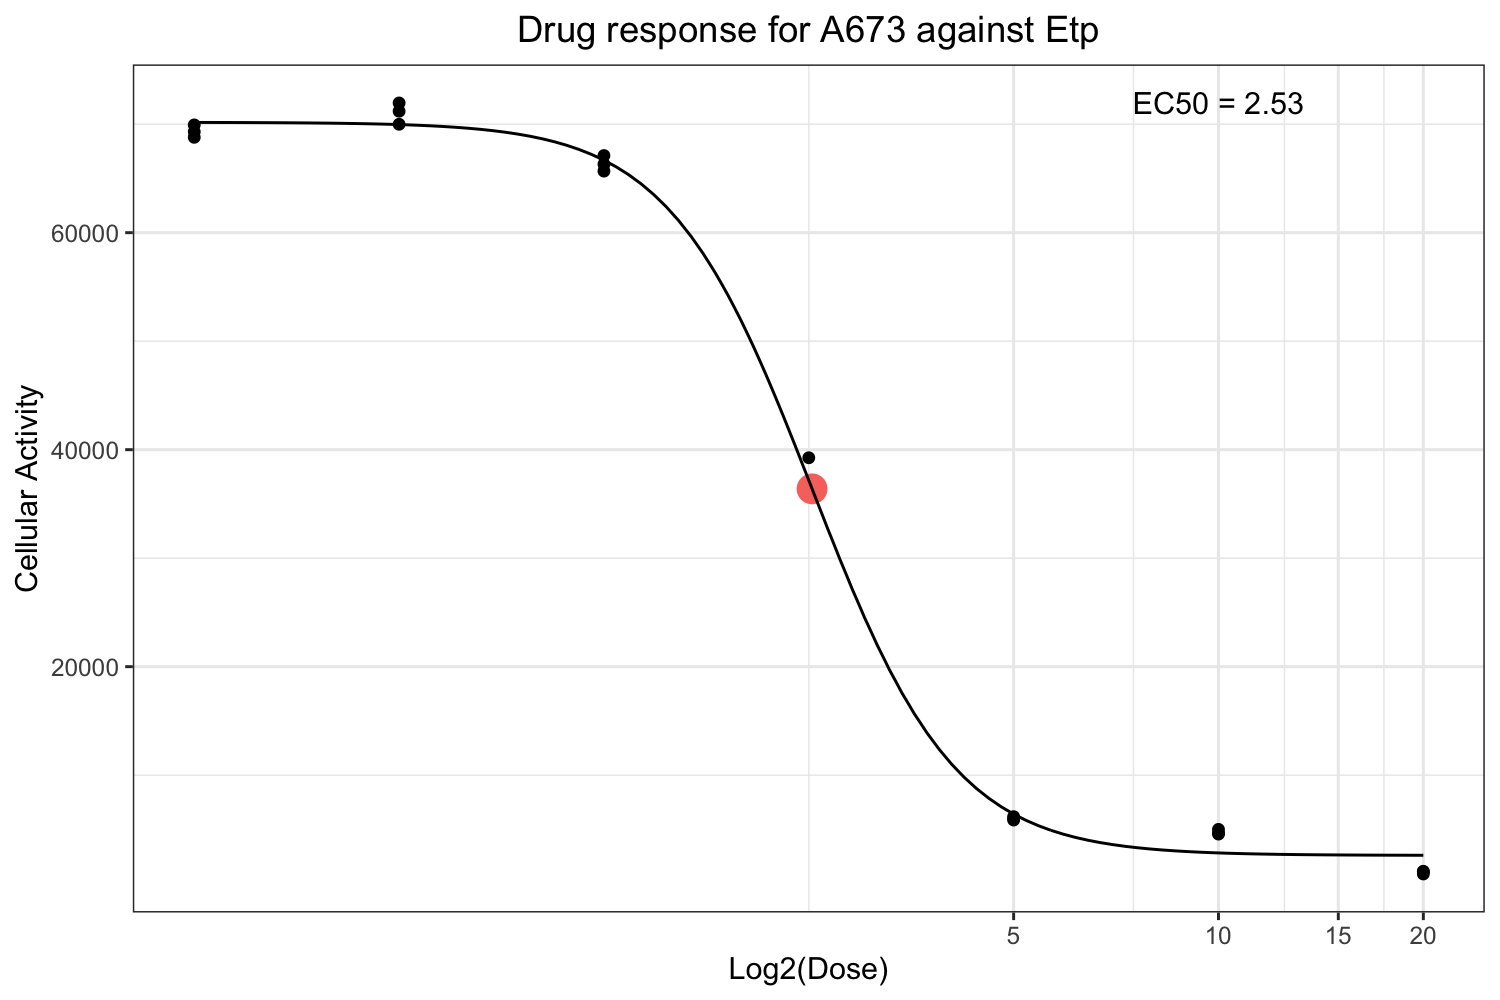 Drug response for A673 against Etp
EC50 = 2.53
60000
40000
20000
Cellular Activity
5 10 15 20
Log2(Dose)